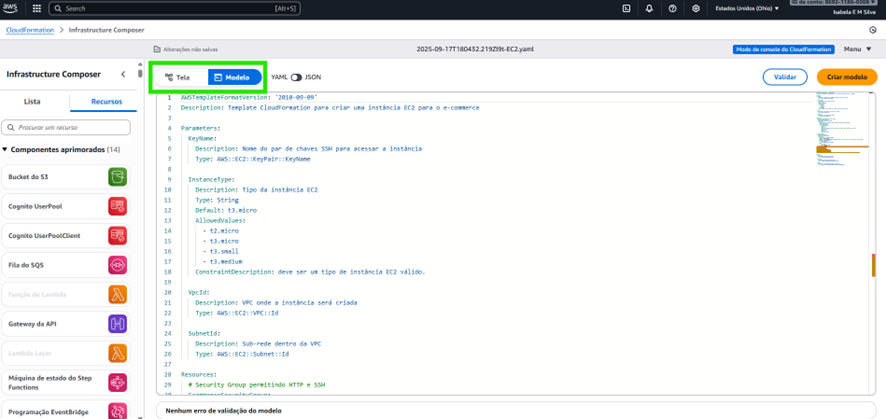 aws
Search
[Alt+S]
Estados Unidos (Ohio)
Isabela E M Silva
CloudFormation > Infrastructure Composer
Alterações não salvas
2025-09-17T180432.219ZI9t-EC2.yaml
Modo de console do CloudFormation
Menu
Infrastructure Composer
Tela
Modelo
YAML
JSON
Validar
Criar modelo
Lista
Recursos
Procurar um recurso
Componentes aprimorados (14)
Bucket do S3
Cognito UserPool
Cognito UserPoolClient
Fila do SQS
Função do Lambda
Gateway da API
Lambda Layer
Máquina de estado do Step
Functions
Programação EventBridge
1 AWSTemplateFormatVersion: '2010-09-09'
2 Description: Template CloudFormation para criar uma instância EC2 para o e-commerce
3
4 Parameters:
5 KeyName:
6 Description: Nome do par de chaves SSH para acessar a instância
7 Type: AWS::EC2::KeyPair::KeyName
8
9 InstanceType:
10 Description: Tipo da instância EC2
11 Type: String
12 Default: t3.micro
13 AllowedValues:
14 - t2.micro
15 - t3.micro
16 - t3.small
17 - t3.medium
18 ConstraintDescription: deve ser um tipo de instância EC2 válido.
19
20 VpcId:
21 Description: VPC onde a instância será criada
22 Type: AWS::EC2::VPC::Id
23
24 SubnetId:
25 Description: Sub-rede dentro da VPC
26 Type: AWS::EC2::Subnet::Id
27
28 Resources:
29 # Security Group permitindo HTTP e SSH
Nenhum erro de validação do modelo